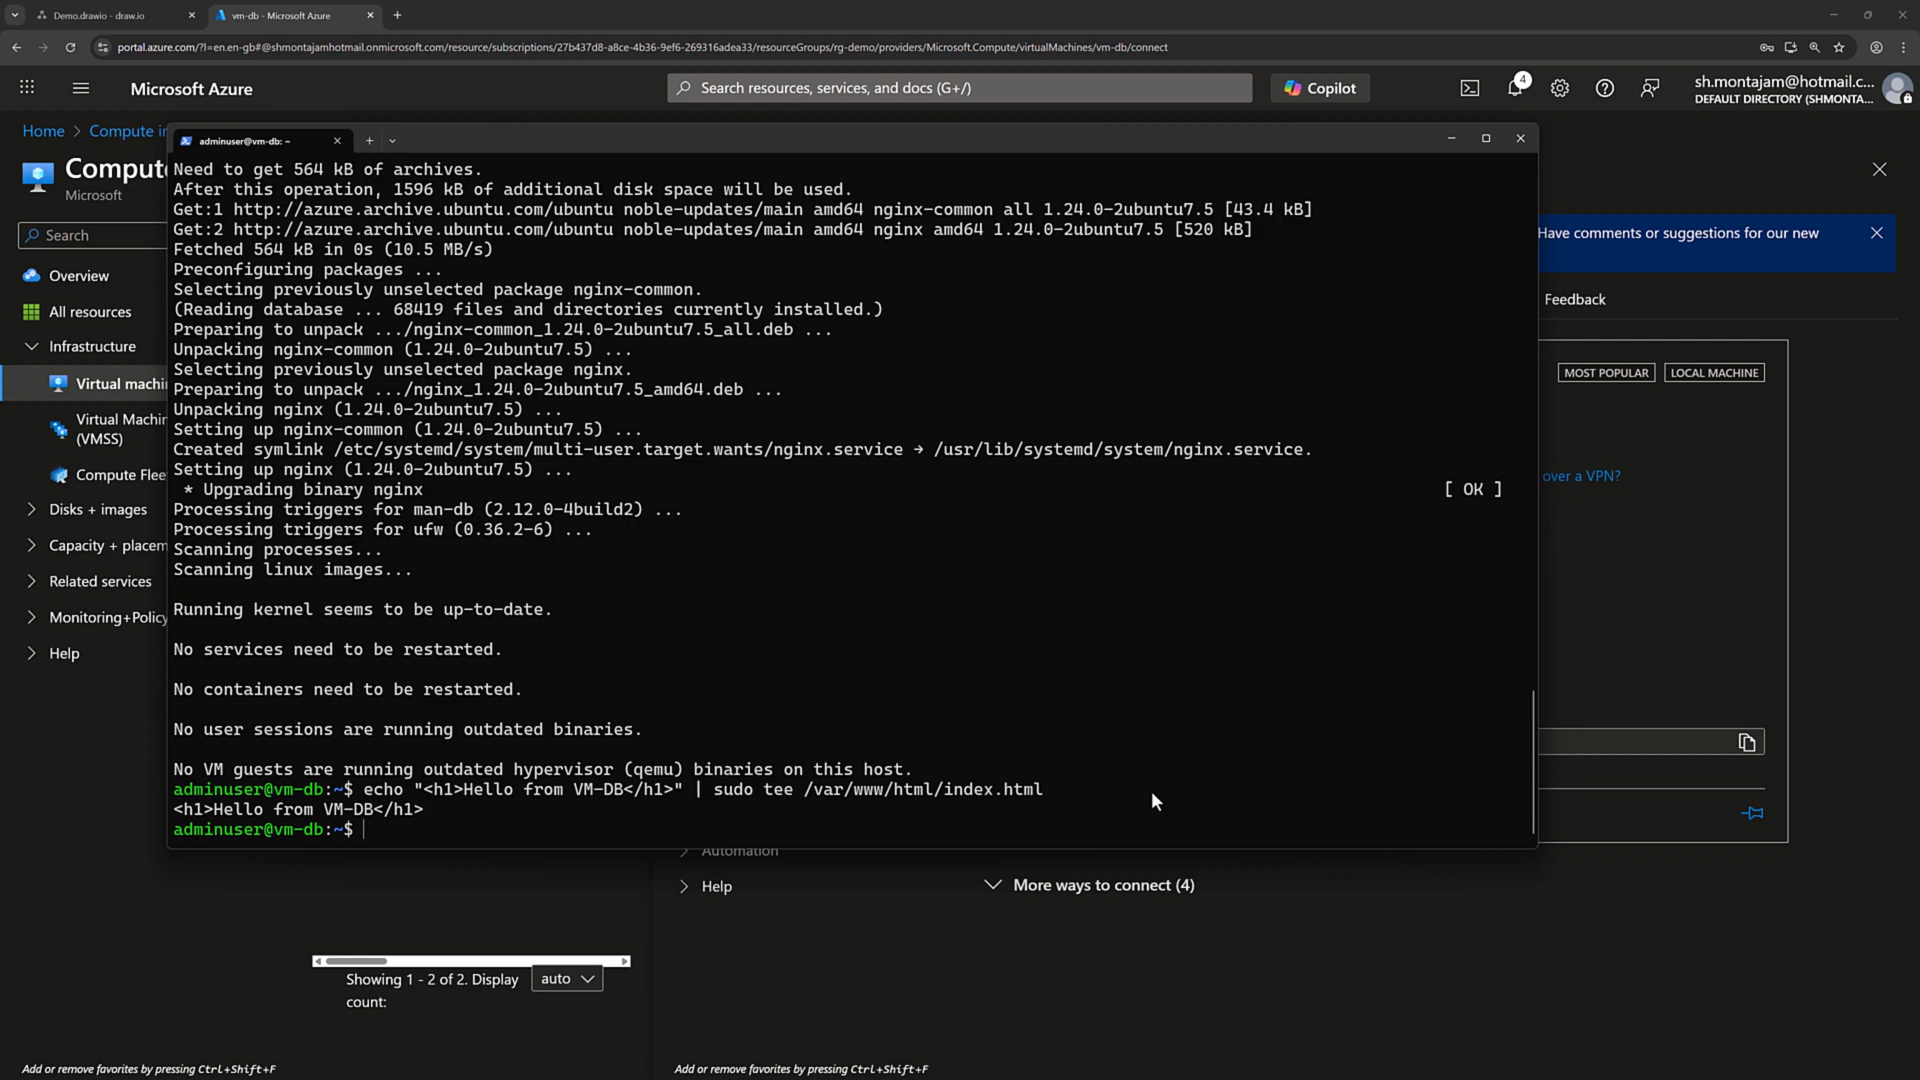 Demo.drawio - draw.io
vm-db - Microsoft Azure
portal.azure.com/?l=en.en-gb#@shmontajamhotmail.onmicrosoft.com/resource/subscriptions/27b437d8-a8ce-4b36-9ef6-269316adea33/resourceGroups/rg-demo/providers/Microsoft.Compute/virtualMachines/vm-db/connect
Microsoft Azure
Search resources, services, and docs (G+/)
Copilot
4
sh.montajam@hotmail.c...
DEFAULT DIRECTORY (SHMONTA...
Home > Compute in
Comput
Microsoft
Search
Overview
All resources
Infrastructure
Virtual machi
Virtual Machin
(VMSS)
Compute Flee
Disks + images
Capacity + placem
Related services
Monitoring+Policy
Help
adminuser@vm-db: ~
Need to get 564 kB of archives.
After this operation, 1596 kB of additional disk space will be used.
Get:1 http://azure.archive.ubuntu.com/ubuntu noble-updates/main amd64 nginx-common all 1.24.0-2ubuntu7.5 [43.4 kB]
Get:2 http://azure.archive.ubuntu.com/ubuntu noble-updates/main amd64 nginx amd64 1.24.0-2ubuntu7.5 [520 kB]
Fetched 564 kB in 0s (10.5 MB/s)
Preconfiguring packages ...
Selecting previously unselected package nginx-common.
(Reading database ... 68419 files and directories currently installed.)
Preparing to unpack .../nginx-common_1.24.0-2ubuntu7.5_all.deb ...
Unpacking nginx-common (1.24.0-2ubuntu7.5) ...
Selecting previously unselected package nginx.
Preparing to unpack .../nginx_1.24.0-2ubuntu7.5_amd64.deb ...
Unpacking nginx (1.24.0-2ubuntu7.5) ...
Setting up nginx-common (1.24.0-2ubuntu7.5) ...
Created symlink /etc/systemd/system/multi-user.target.wants/nginx.service → /usr/lib/systemd/system/nginx.service.
Setting up nginx (1.24.0-2ubuntu7.5) ...
* Upgrading binary nginx [ OK ]
Processing triggers for man-db (2.12.0-4build2) ...
Processing triggers for ufw (0.36.2-6) ...
Scanning processes...
Scanning linux images...
Running kernel seems to be up-to-date.
No services need to be restarted.
No containers need to be restarted.
No user sessions are running outdated binaries.
No VM guests are running outdated hypervisor (qemu) binaries on this host.
adminuser@vm-db:~$ echo "<h1>Hello from VM-DB</h1>" | sudo tee /var/www/html/index.html
<h1>Hello from VM-DB</h1>
adminuser@vm-db:~$
Have comments or suggestions for our new
Feedback
MOST POPULAR
LOCAL MACHINE
over a VPN?
Automation
Help
More ways to connect (4)
Showing 1 - 2 of 2. Display
count:
auto
Add or remove favorites by pressing Ctrl+Shift+F
Add or remove favorites by pressing Ctrl+Shift+F